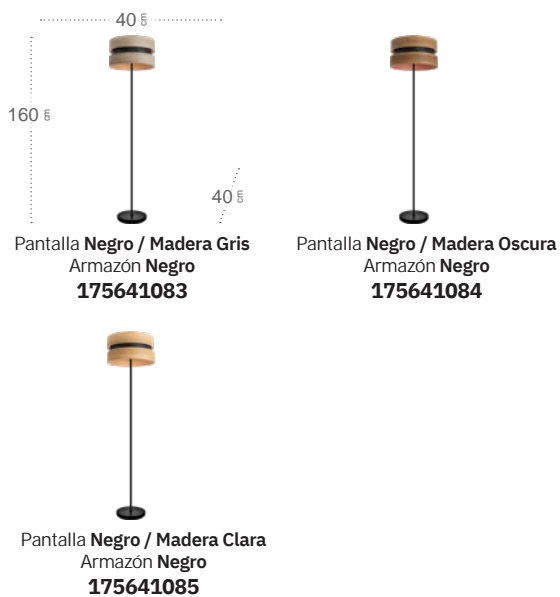 40 cm
160 cm
40 cm
Pantalla Negro / Madera Gris
Armazón Negro
175641083
Pantalla Negro / Madera Oscura
Armazón Negro
175641084
Pantalla Negro / Madera Clara
Armazón Negro
175641085